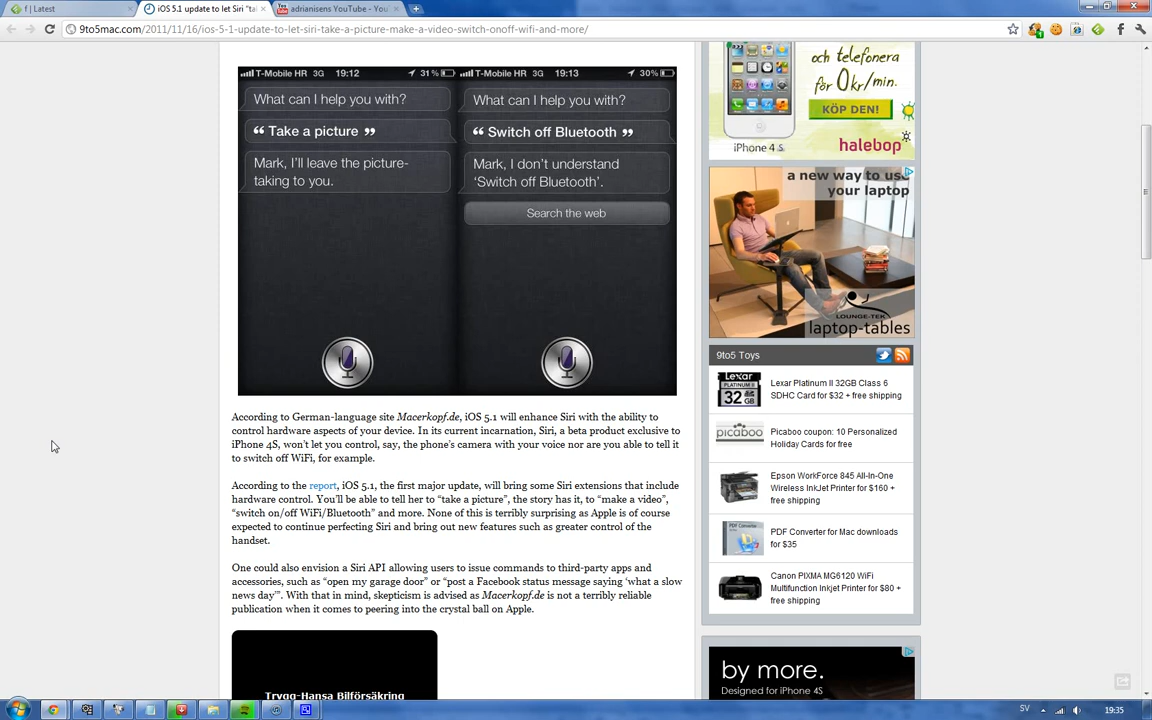 f | Latest
iOS 5.1 update to let Siri "ta
adrianisens YouTube - You
9to5mac.com/2011/11/16/ios-5-1-update-to-let-siri-take-a-picture-make-a-video-switch-onoff-wifi-and-more/
T-Mobile HR 3G 19:12 31%
What can I help you with?
“ Take a picture ”
Mark, I’ll leave the picture-
taking to you.
T-Mobile HR 3G 19:13 30%
What can I help you with?
“ Switch off Bluetooth ”
Mark, I don’t understand
‘Switch off Bluetooth’.
Search the web
According to German-language site Macerkopf.de, iOS 5.1 will enhance Siri with the ability to
control hardware aspects of your device. In its current incarnation, Siri, a beta product exclusive to
iPhone 4S, won’t let you control, say, the phone’s camera with your voice nor are you able to tell it
to switch off WiFi, for example.
According to the report, iOS 5.1, the first major update, will bring some Siri extensions that include
hardware control. You’ll be able to tell her to “take a picture”, the story has it, to “make a video”,
“switch on/off WiFi/Bluetooth” and more. None of this is terribly surprising as Apple is of course
expected to continue perfecting Siri and bring out new features such as greater control of the
handset.
One could also envision a Siri API allowing users to issue commands to third-party apps and
accessories, such as “open my garage door” or “post a Facebook status message saying ‘what a slow
news day’”. With that in mind, skepticism is advised as Macerkopf.de is not a terribly reliable
publication when it comes to peering into the crystal ball on Apple.
Trygg-Hansa Bilförsäkring
och telefonera
för 0kr/mån.
KÖP DEN!
iPhone 4S
halebop
a new way to use
your laptop
LOUNGE-TEK
laptop-tables
9to5 Toys
Lexar
PLATINUM II
32GB
Lexar Platinum II 32GB Class 6
SDHC Card for $32 + free shipping
picaboo
Picaboo coupon: 10 Personalized
Holiday Cards for free
Epson WorkForce 845 All-In-One
Wireless InkJet Printer for $160 +
free shipping
PDF Converter for Mac downloads
for $35
Canon PIXMA MG6120 WiFi
Multifunction Inkjet Printer for $80 +
free shipping
by more.
Designed for iPhone 4S
SV
19:35